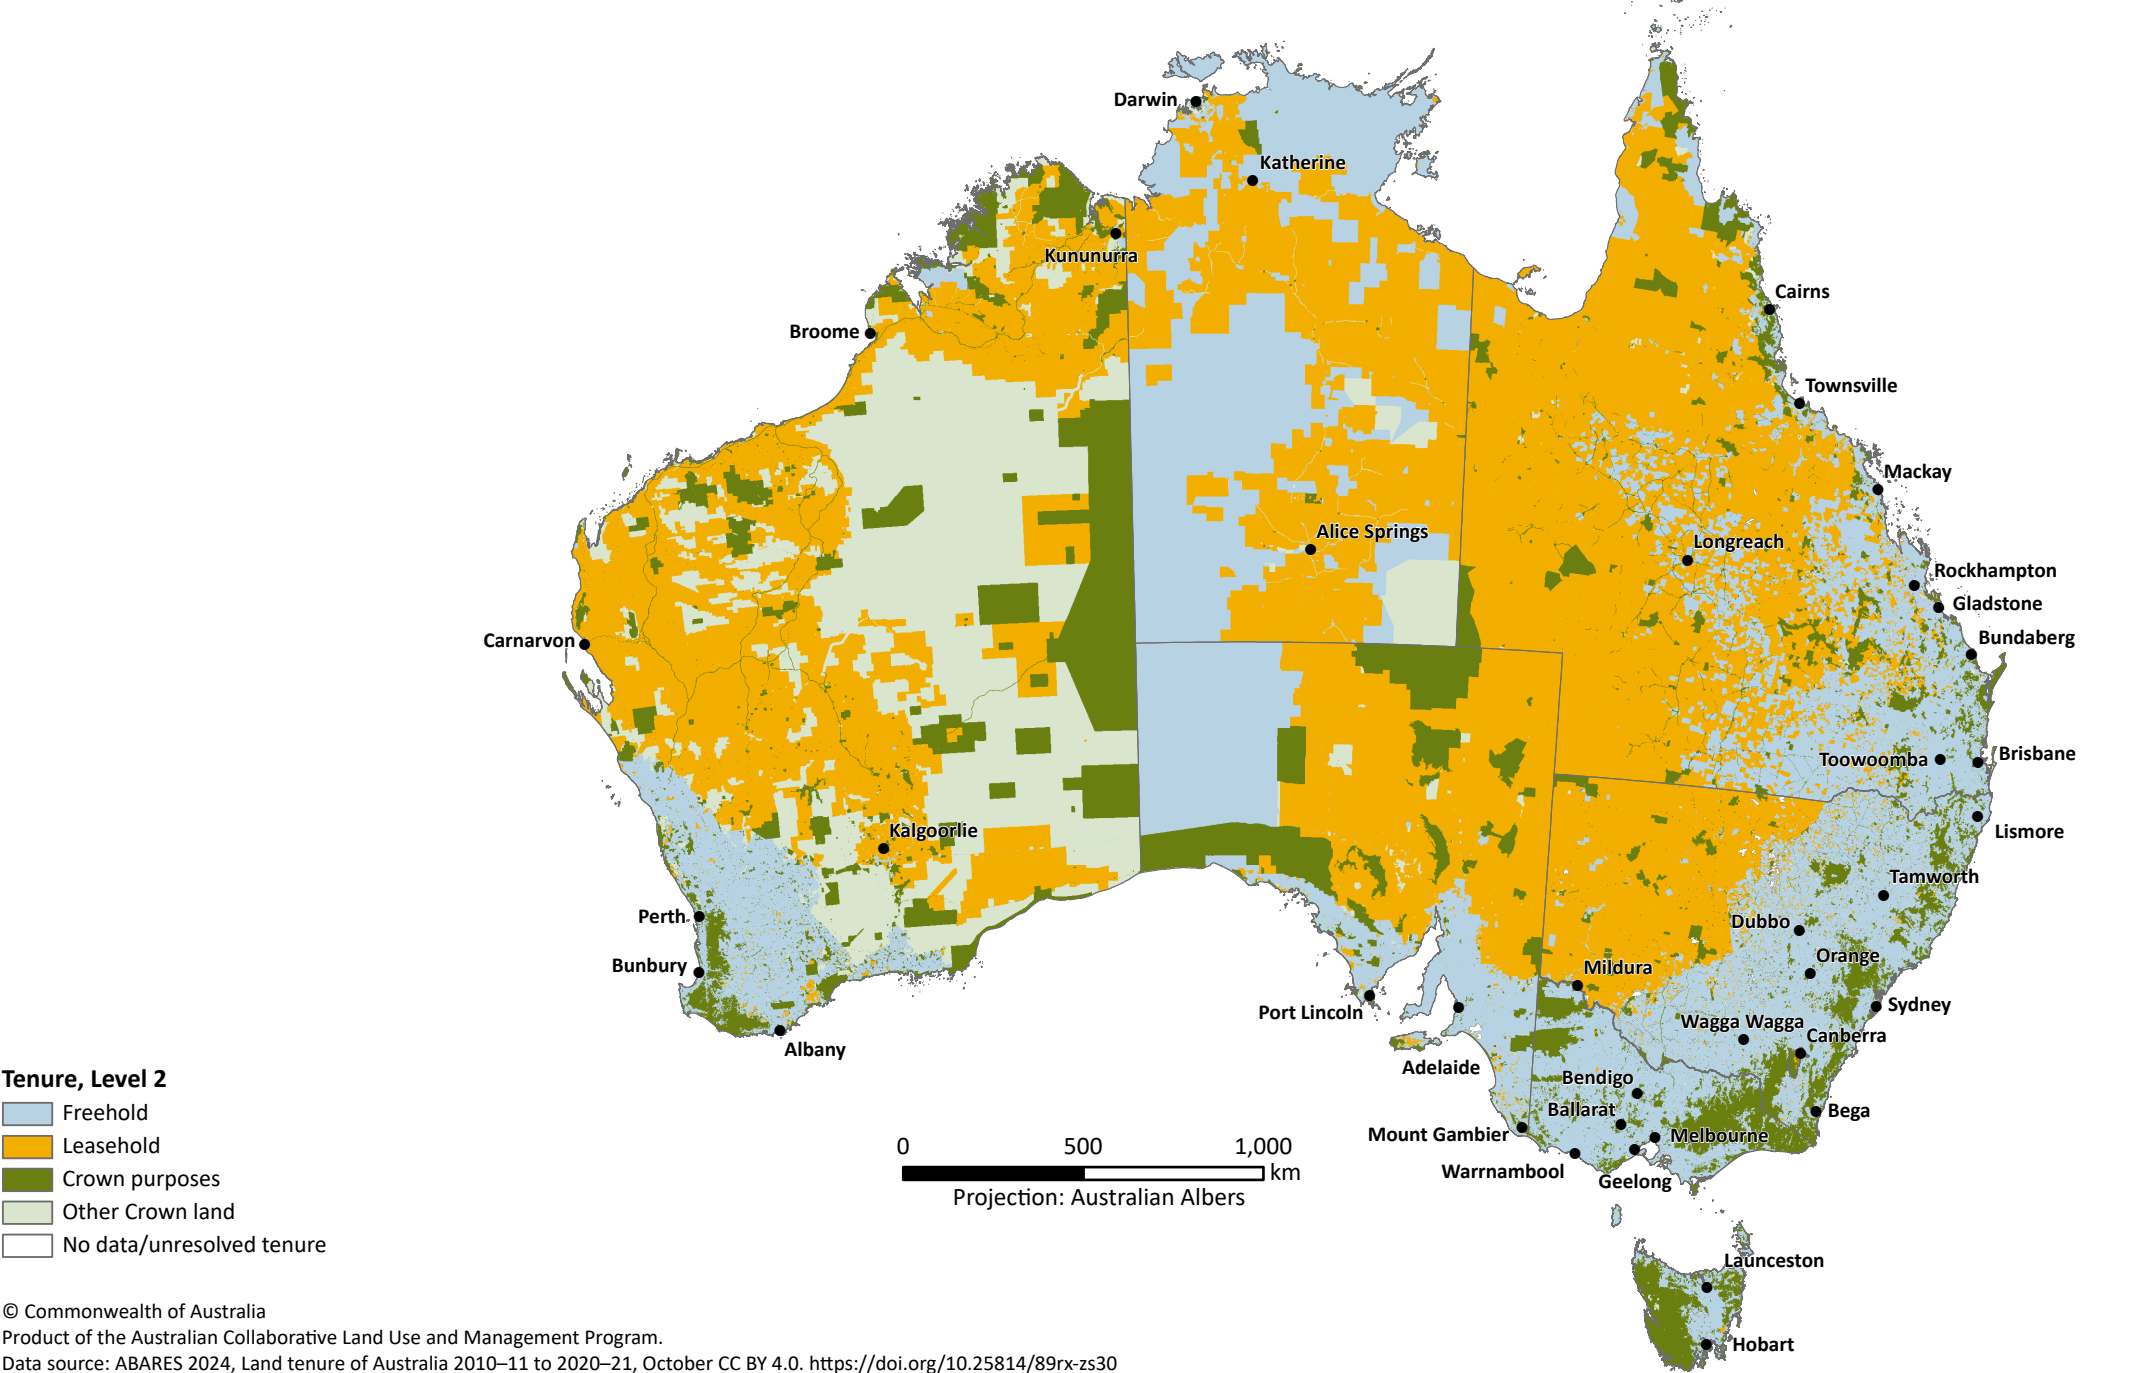 Darwin
Katherine
Kununurra
Cairns
Broome
Townsville
Mackay
Alice Springs
Longreach
Rockhampton
Gladstone
Carnarvon
Bundaberg
Toowoomba
Brisbane
Kalgoorlie
Lismore
Tamworth
Perth
Dubbo
Orange
Bunbury
Mildura
Port Lincoln
Sydney
Wagga Wagga
Canberra
Albany
Adelaide
Bendigo
Ballarat
Bega
Mount Gambier
Melbourne
Warrnambool
Geelong
Launceston
Hobart
Tenure, Level 2
Freehold
Leasehold
Crown purposes
Other Crown land
No data/unresolved tenure
0 500 1,000
km
Projection: Australian Albers
© Commonwealth of Australia
Product of the Australian Collaborative Land Use and Management Program.
Data source: ABARES 2024, Land tenure of Australia 2010–11 to 2020–21, October CC BY 4.0. https://doi.org/10.25814/89rx-zs30